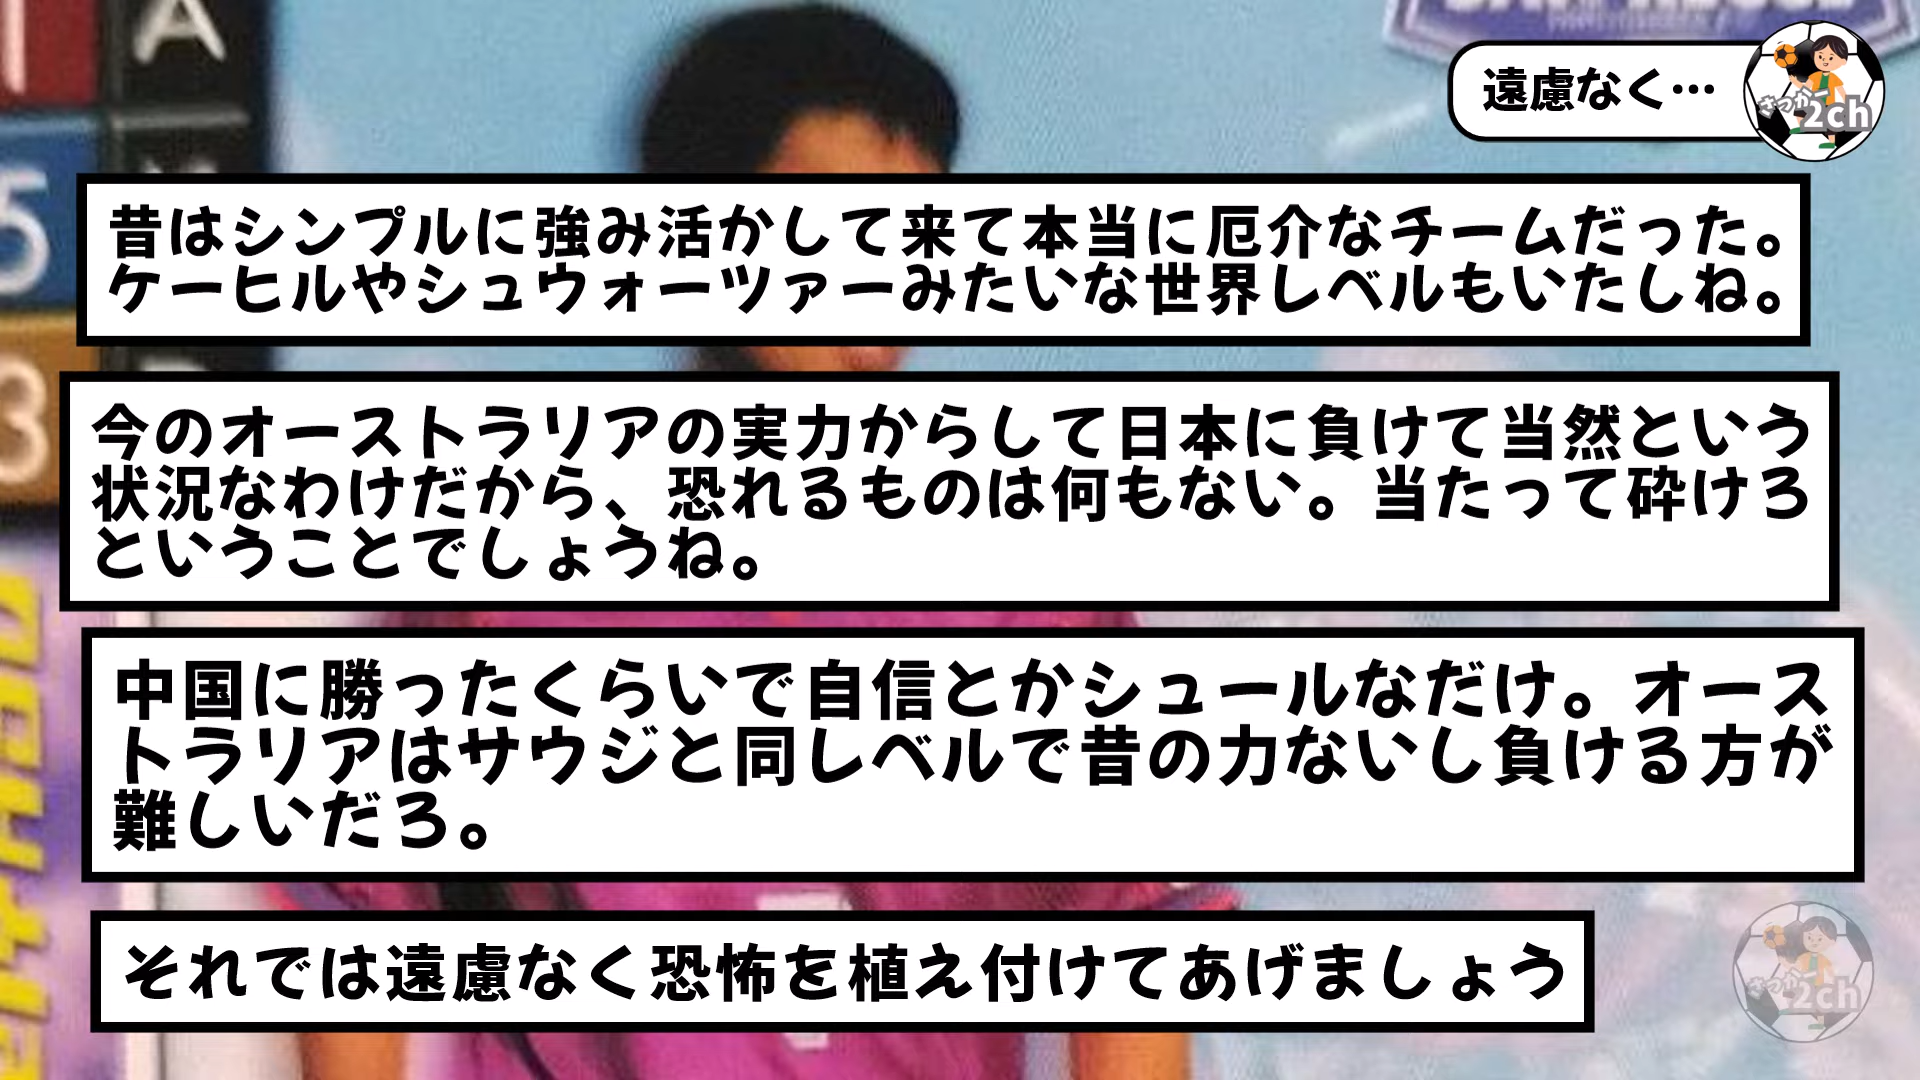 遠慮なく…
さっかー
2ch
昔はシンプルに強み活かして来て本当に厄介なチームだった。
ケーヒルやシュウォーツァーみたいな世界レベルもいたしね。
今のオーストラリアの実力からして日本に負けて当然という
状況なわけだから、恐れるものは何もない。当たって砕けろ
ということでしょうね。
中国に勝ったくらいで自信とかシュールなだけ。オース
トラリアはサウジと同レベルで昔の力ないし負ける方が
難しいだろ。
それでは遠慮なく恐怖を植え付けてあげましょう
さっかー
2ch